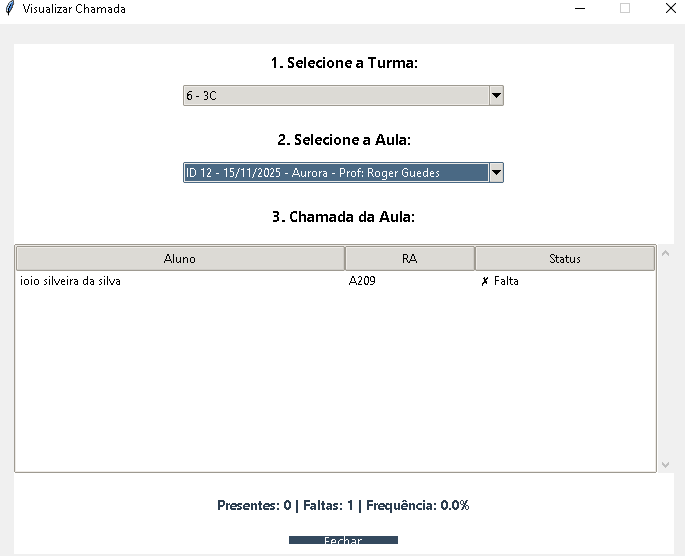 Visualizar Chamada
1. Selecione a Turma:
6 - 3C
2. Selecione a Aula:
ID 12 - 15/11/2025 - Aurora - Prof: Roger Guedes
3. Chamada da Aula:
Aluno RA Status
ioio silveira da silva A209 ✗ Falta
Presentes: 0 | Faltas: 1 | Frequência: 0.0%
Fechar